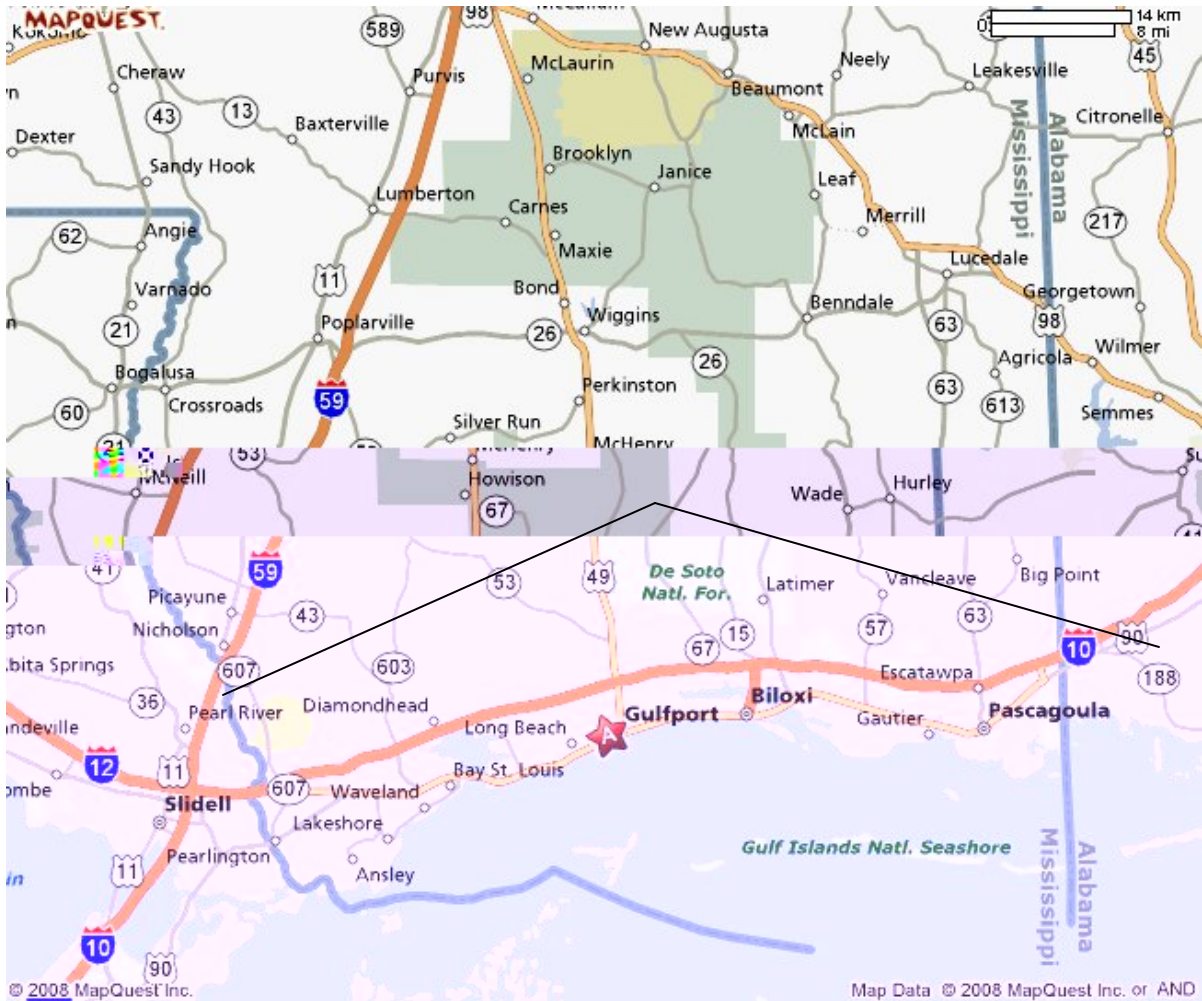 MAPQUEST.
98
589
14 km
0
8 mi
New Augusta
45
McLaurin
Neely
Leakesville
Cheraw
Purvis
Beaumont
43
13
Baxterville
McLain
Citronelle
Dexter
Brooklyn
Sandy Hook
Janice
Lumberton
Leaf
Carnes
Merrill
Mississippi
Alabama
62
Angie
Maxie
217
Lucedale
11
Varnado
Bond
Benndale
Georgetown
21
Poplarville
26
Wiggins
63
98
Wilmer
Bogalusa
26
Agricola
59
Perkinston
63
60
Crossroads
613
Semmes
Silver Run
21
McHenry
53
McHenry
McNeill
Howison
Wade
Hurley
67
41
59
49
De Soto
Natl. For.
53
Latimer
Vancleave
Big Point
Picayune
43
Nicholson
67
15
57
63
90
10
607
603
Escatawpa
188
36
Pearl River
Diamondhead
Biloxi
Long Beach
Gulfport
Gautier
Pascagoula
A
12
11
607
Bay St. Louis
Waveland
Slidell
Lakeshore
Pearlington
Ansley
Gulf Islands Natl. Seashore
11
Mississippi
Alabama
10
90
© 2008 MapQuest Inc.
Map Data © 2008 MapQuest Inc. or AND